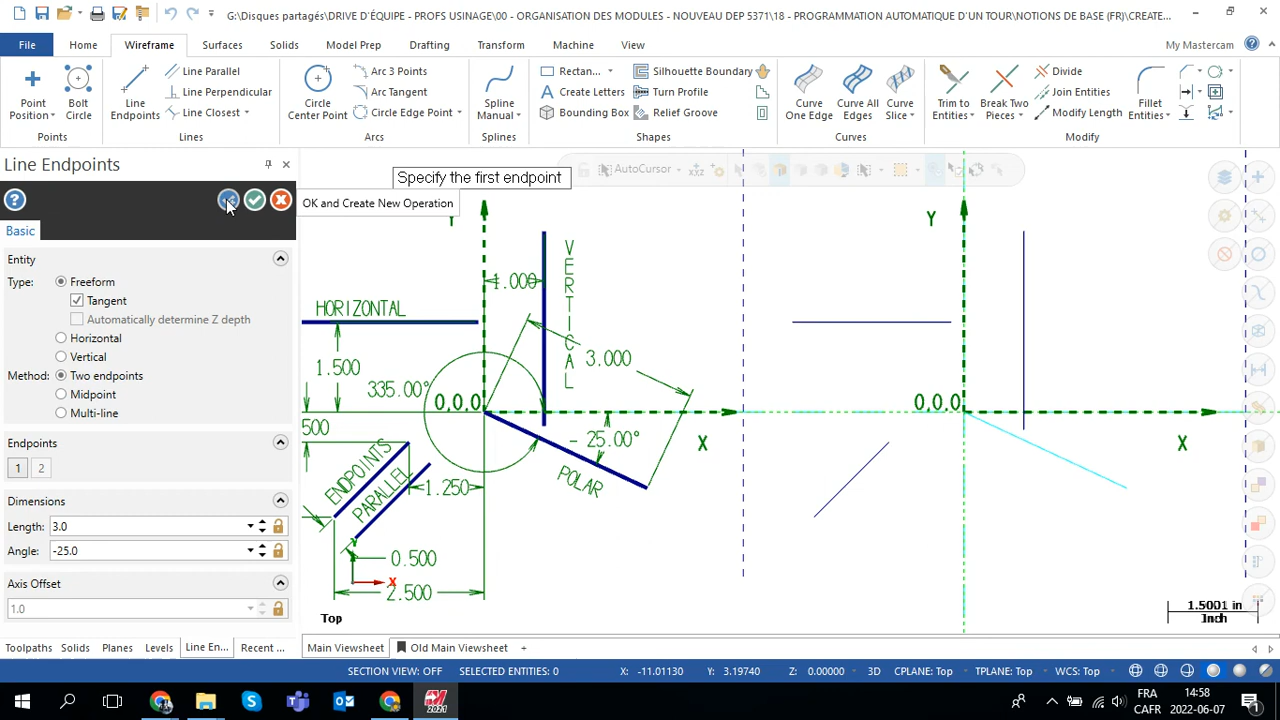 G:\Disques partagés\DRIVE D'ÉQUIPE - PROFS USINAGE\00 - ORGANISATION DES MODULES - NOUVEAU DEP 5371\18 - PROGRAMMATION AUTOMATIQUE D'UN TOUR\NOTIONS DE BASE (FR)\CREATE...
File Home Wireframe Surfaces Solids Model Prep Drafting Transform Machine View My Mastercam
Point Position
Bolt Circle
Points
Line Endpoints
Line Parallel
Line Perpendicular
Line Closest
Lines
Circle Center Point
Arc 3 Points
Arc Tangent
Circle Edge Point
Arcs
Spline Manual
Splines
Rectan...
Create Letters
Bounding Box
Silhouette Boundary
Turn Profile
Relief Groove
Shapes
Curve One Edge
Curve All Edges
Curve Slice
Curves
Trim to Entities
Break Two Pieces
Divide
Join Entities
Modify Length
Fillet Entities
Modify
Line Endpoints
OK and Create New Operation
Basic
Entity
Type: Freeform
Tangent
Automatically determine Z depth
Horizontal
Vertical
Method: Two endpoints
Midpoint
Multi-line
Endpoints
1 2
Dimensions
Length: 3.0
Angle: -25.0
Axis Offset
1.0
Specify the first endpoint
AutoCursor
Y
VERTICAL
1.000
HORIZONTAL
3.000
1.500
335.00°
0,0,0
X
500
- 25.00°
ENDPOINTS
PARALLEL
POLAR
1.250
0.500
X
2.500
Top
Y
0,0,0
X
1.5001 in
Inch
Toolpaths Solids Planes Levels Line En... Recent ...
Main Viewsheet Old Main Viewsheet +
SECTION VIEW: OFF SELECTED ENTITIES: 0 X: -11.01130 Y: 3.19740 Z: 0.00000 3D CPLANE: Top TPLANE: Top WCS: Top
FRA
CAFR
14:58
2022-06-07